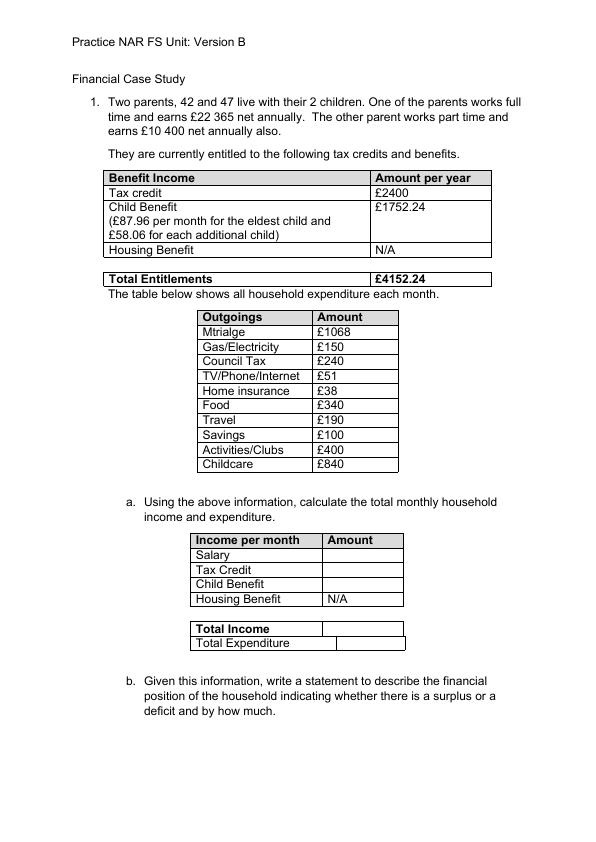 Practice NAR FS Unit: Version B
Financial Case Study
1. Two parents, 42 and 47 live with their 2 children. One of the parents works full
time and earns £22 365 net annually.  The other parent works part time and
earns £10 400 net annually also.
They are currently entitled to the following tax credits and benefits.
Benefit Income Amount per year
Tax credit £2400
Child Benefit £1752.24
(£87.96 per month for the eldest child and
£58.06 for each additional child)
Housing Benefit N/A
Total Entitlements £4152.24
The table below shows all household expenditure each month.
Outgoings Amount
Mtrialge £1068
Gas/Electricity £150
Council Tax £240
TV/Phone/Internet £51
Home insurance £38
Food £340
Travel £190
Savings £100
Activities/Clubs £400
Childcare £840
a. Using the above information, calculate the total monthly household
income and expenditure.
Income per month Amount
Salary
Tax Credit
Child Benefit
Housing Benefit N/A
Total Income
Total Expenditure
b. Given this information, write a statement to describe the financial
position of the household indicating whether there is a surplus or a
deficit and by how much.